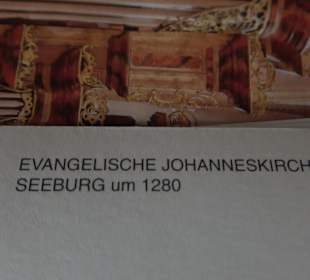 EVANGELISCHE JOHANNESKIRCH
SEEBURG um 1280